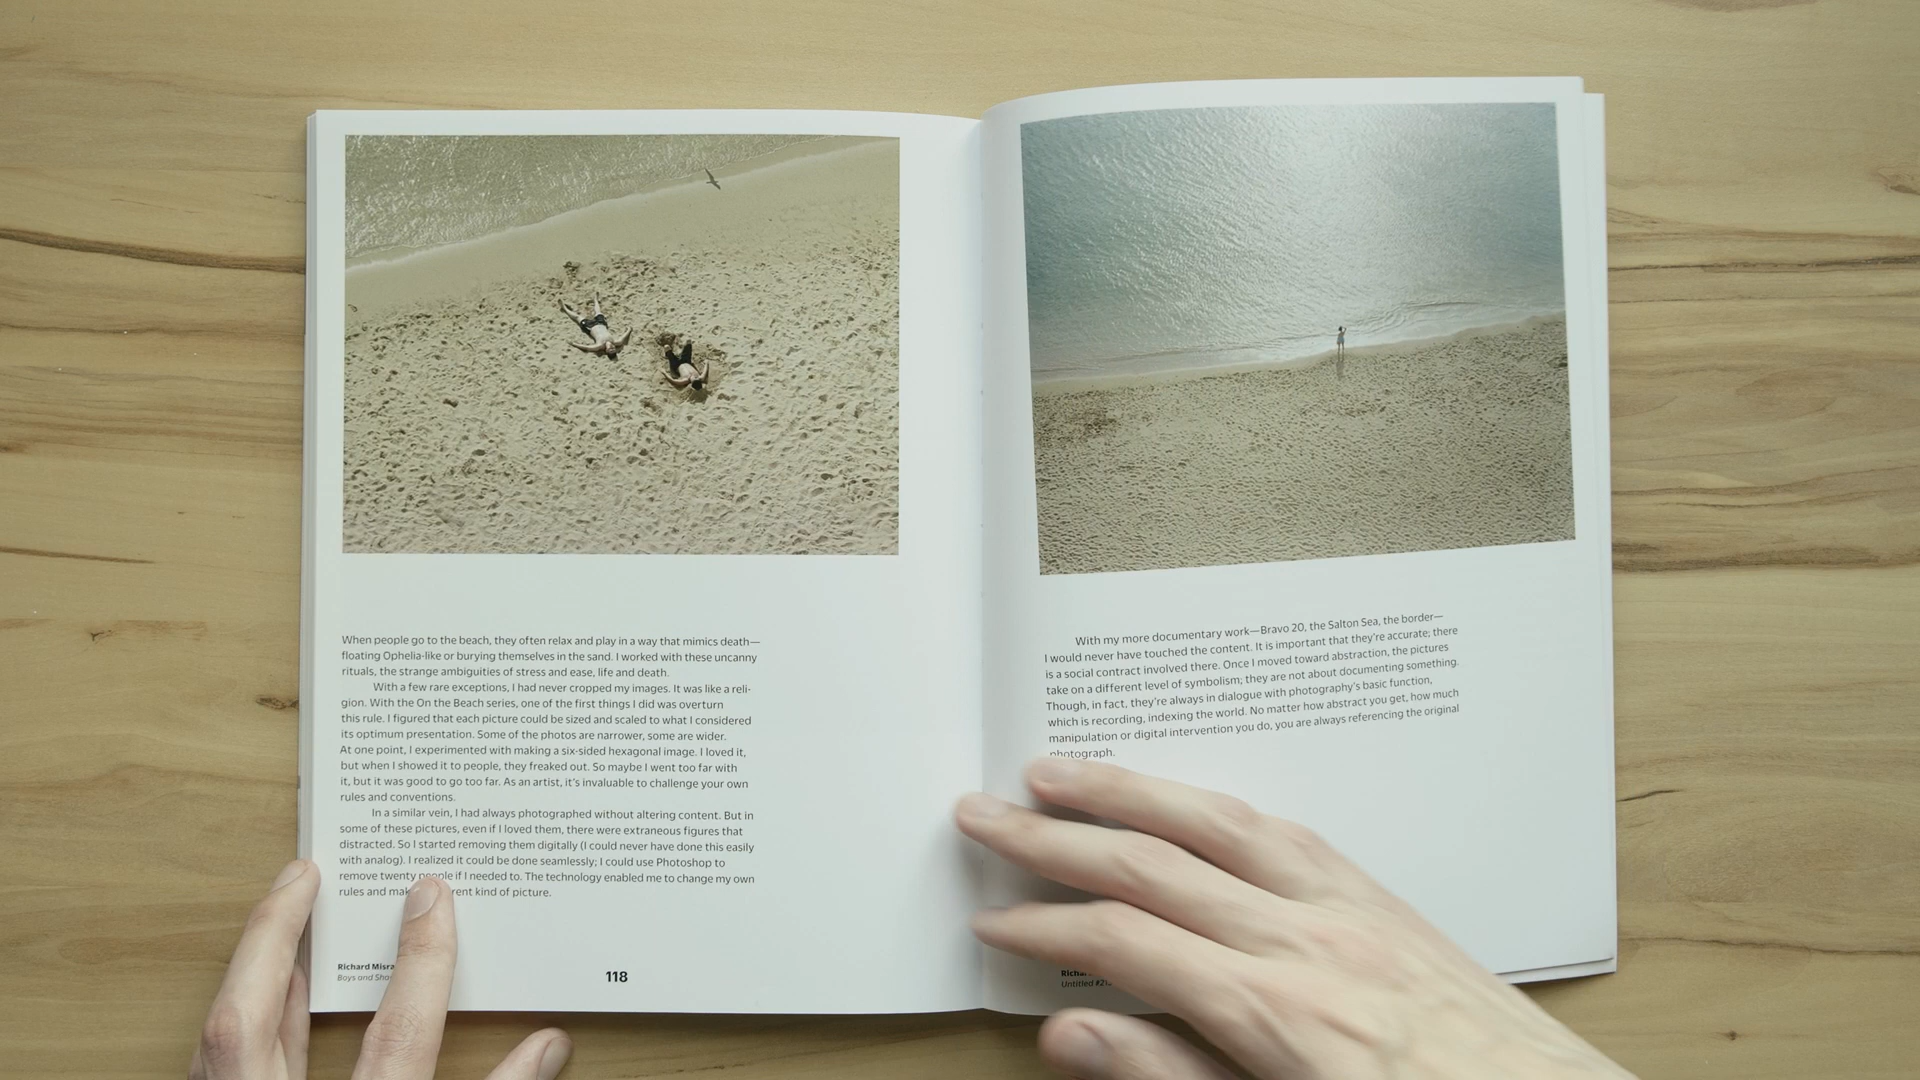 When people go to the beach, they often relax and play in a way that mimics death—
floating Ophelia-like or burying themselves in the sand. I worked with these uncanny
rituals, the strange ambiguities of stress and ease, life and death.
With a few rare exceptions, I had never cropped my images. It was like a reli-
gion. With the On the Beach series, one of the first things I did was overturn
this rule. I figured that each picture could be sized and scaled to what I considered
its optimum presentation. Some of the photos are narrower, some are wider.
At one point, I experimented with making a six-sided hexagonal image. I loved it,
but when I showed it to people, they freaked out. So maybe I went too far with
it, but it was good to go too far. As an artist, it's invaluable to challenge your own
rules and conventions.
In a similar vein, I had always photographed without altering content. But in
some of these pictures, even if I loved them, there were extraneous figures that
distracted. So I started removing them digitally (I could never have done this easily
with analog). I realized it could be done seamlessly; I could use Photoshop to
remove twenty people if I needed to. The technology enabled me to change my own
rules and kind of picture.
Richard
Boys and
118
With my more documentary work—Bravo 20, the Salton Sea, the border—
I would never have touched the content. It is important that they're accurate; there
is a social contract involved there. Once I moved toward abstraction, the pictures
take on a different level of symbolism; they are not about documenting something.
Though, in fact, they're always in dialogue with photography's basic function,
which is recording, indexing the world. No matter how abstract you get, how much
manipulation or digital intervention you do, you are always referencing the original
photograph.
Untitled